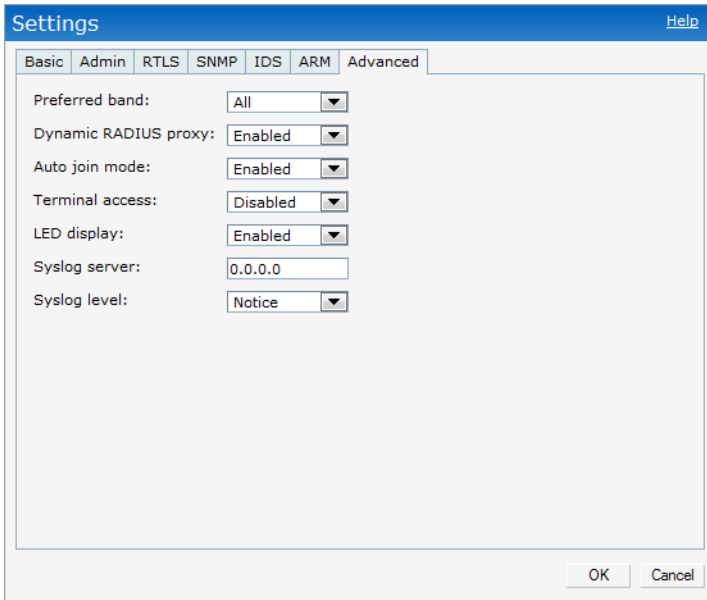 Settings Help
Basic Admin RTLS SNMP IDS ARM Advanced
Preferred band: All
Dynamic RADIUS proxy: Enabled
Auto join mode: Enabled
Terminal access: Disabled
LED display: Enabled
Syslog server: 0.0.0.0
Syslog level: Notice
OK Cancel